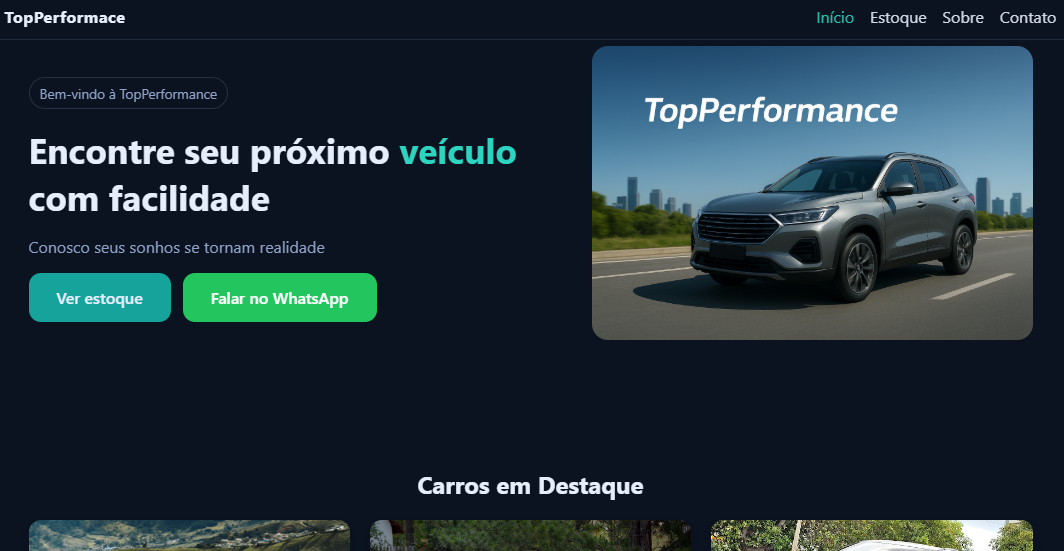 TopPerformace
Início Estoque Sobre Contato
Bem-vindo à TopPerformance
Encontre seu próximo veículo
com facilidade
Conosco seus sonhos se tornam realidade
Ver estoque
Falar no WhatsApp
TopPerformance
Carros em Destaque